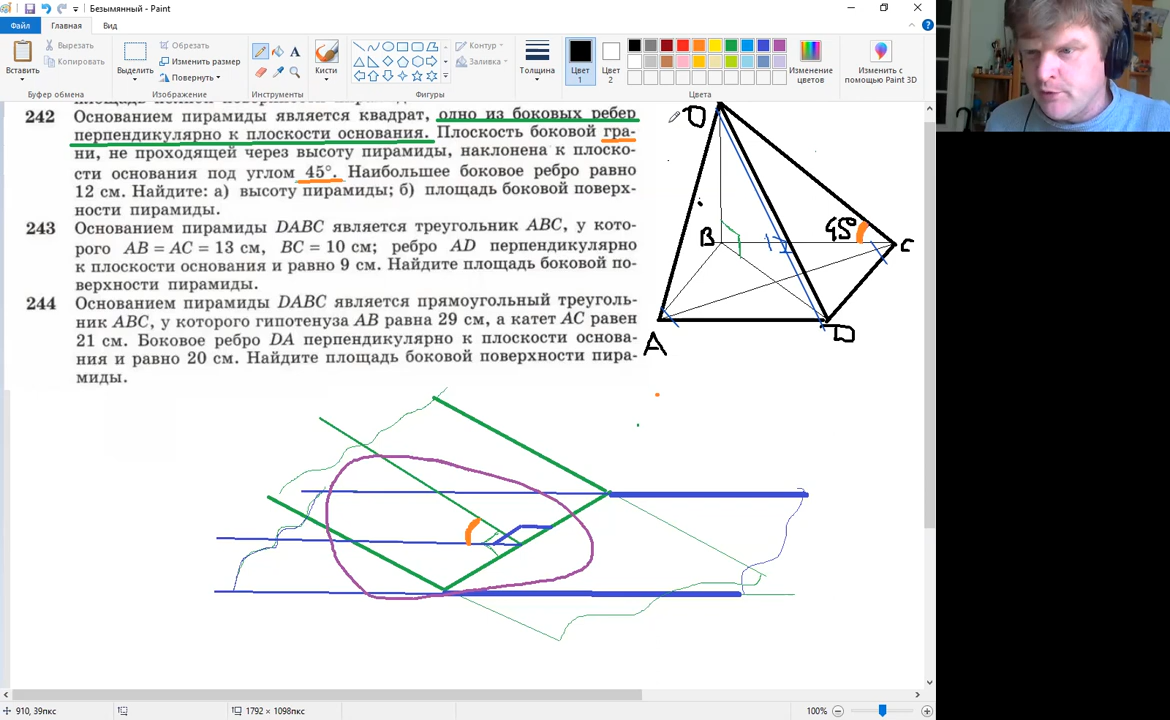 Безымянный - Paint
Файл
Главная
Вид
Вставить
Вырезать
Копировать
Буфер обмена
Выделить
Обрезать
Изменить размер
Повернуть
Изображение
Инструменты
Кисти
Фигуры
Контур
Заливка
Толщина
Цвет 1
Цвет 2
Цвета
Изменение цветов
Изменить с помощью Paint 3D
242 Основанием пирамиды является квадрат, одно из боковых ребер
перпендикулярно к плоскости основания. Плоскость боковой гра-
ни, не проходящей через высоту пирамиды, наклонена к плоско-
сти основания под углом 45°. Наибольшее боковое ребро равно
12 см. Найдите: а) высоту пирамиды; б) площадь боковой поверх-
ности пирамиды.
243 Основанием пирамиды DABC является треугольник ABC, у кото-
рого AB = AC = 13 см, BC = 10 см; ребро AD перпендикулярно
к плоскости основания и равно 9 см. Найдите площадь боковой по-
верхности пирамиды.
244 Основанием пирамиды DABC является прямоугольный треуголь-
ник ABC, у которого гипотенуза AB равна 29 см, а катет AC равен
21 см. Боковое ребро DA перпендикулярно к плоскости основа-
ния и равно 20 см. Найдите площадь боковой поверхности пира-
миды.
O
B
45°
C
A
D
910, 39пкс
1792 × 1098пкс
100%